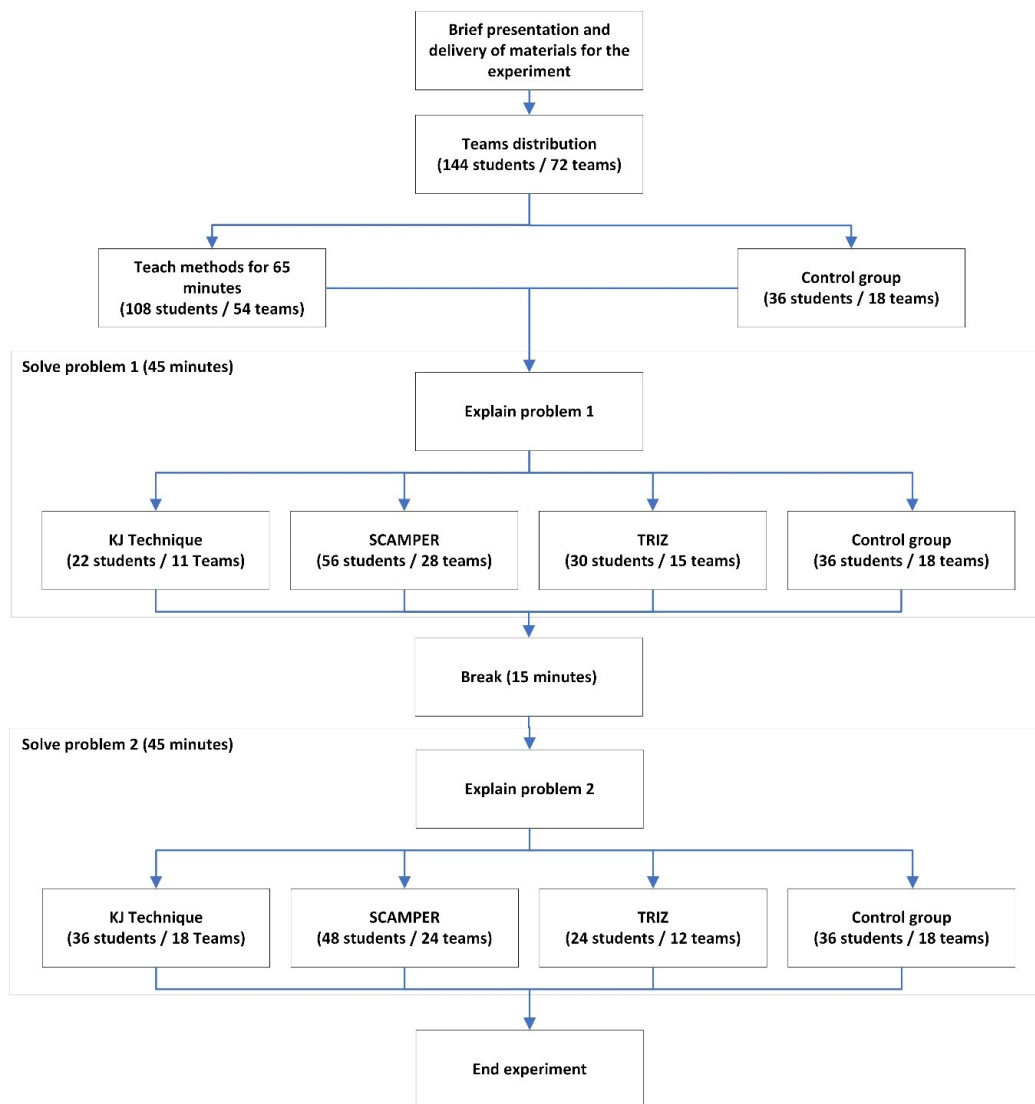 Brief presentation and
delivery of materials for the
experiment
Teams distribution
(144 students / 72 teams)
Teach methods for 65
minutes
(108 students / 54 teams)
Control group
(36 students / 18 teams)
Solve problem 1 (45 minutes)
Explain problem 1
KJ Technique
(22 students / 11 Teams)
SCAMPER
(56 students / 28 teams)
TRIZ
(30 students / 15 teams)
Control group
(36 students / 18 teams)
Break (15 minutes)
Solve problem 2 (45 minutes)
Explain problem 2
KJ Technique
(36 students / 18 Teams)
SCAMPER
(48 students / 24 teams)
TRIZ
(24 students / 12 teams)
Control group
(36 students / 18 teams)
End experiment